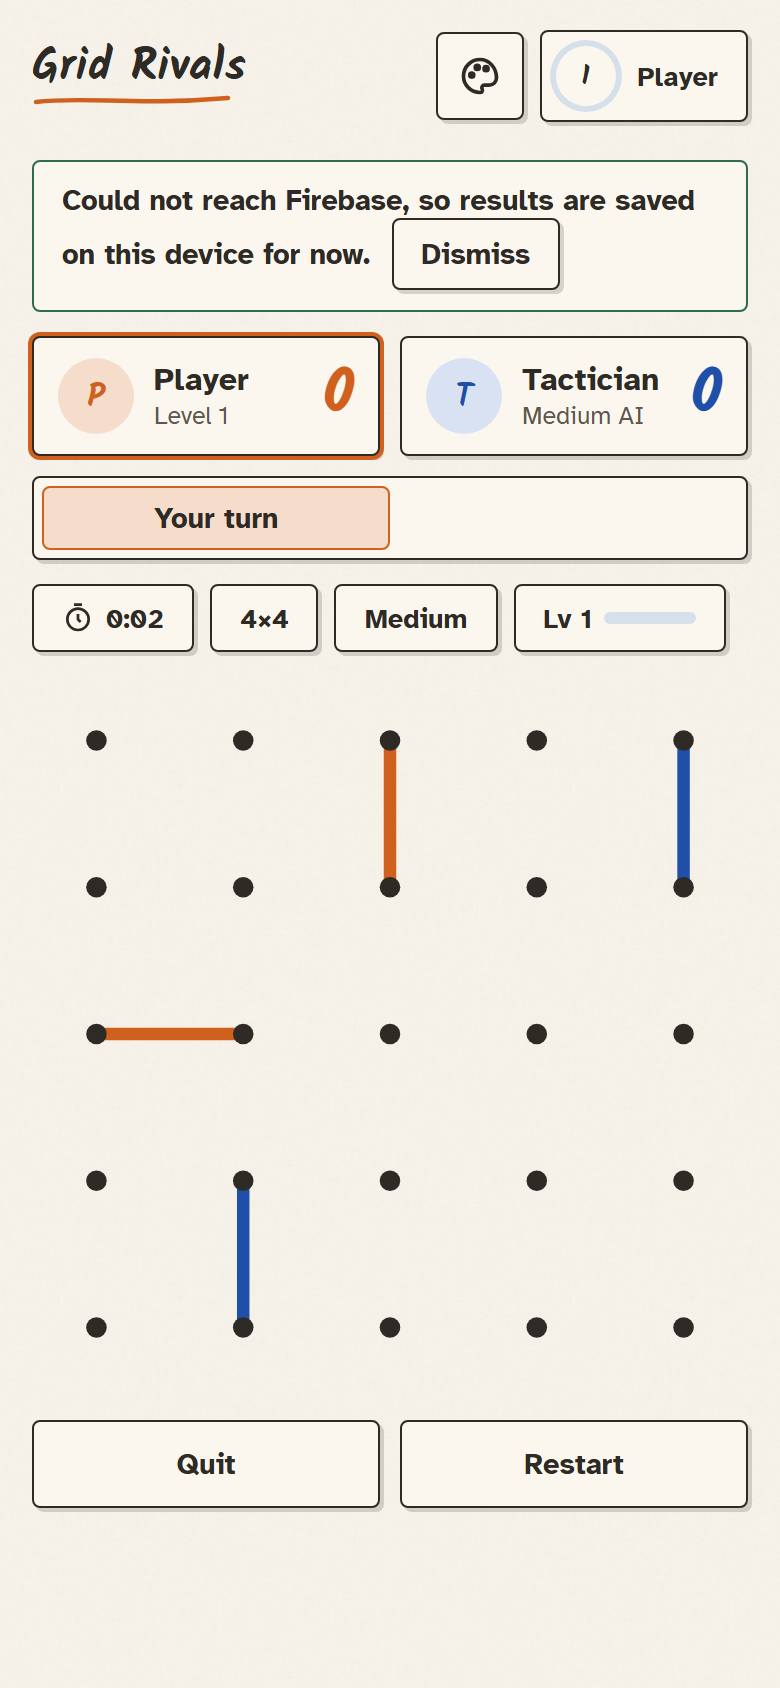 Grid Rivals
1
Player
Could not reach Firebase, so results are saved
on this device for now. Dismiss
P
Player
Level 1
0
T
Tactician
Medium AI
0
Your turn
0:02
4×4
Medium
Lv 1
Quit
Restart